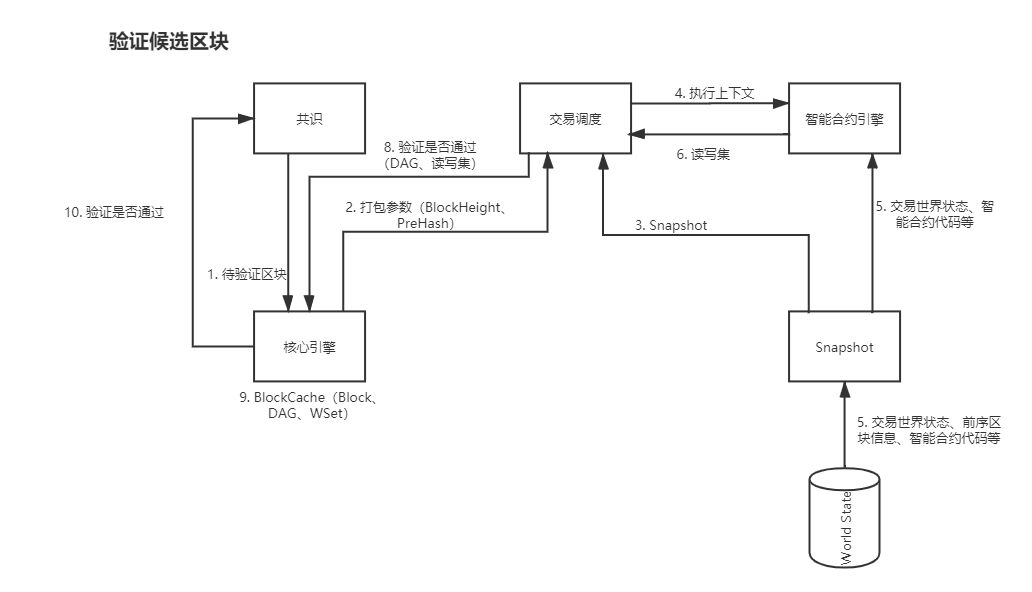 验证候选区块
共识
交易调度
智能合约引擎
4. 执行上下文
6. 读写集
8. 验证是否通过
（DAG、读写集）
10. 验证是否通过
2. 打包参数（BlockHeight、
PreHash）
3. Snapshot
5. 交易世界状态、智
能合约代码等
1. 待验证区块
核心引擎
Snapshot
9. BlockCache（Block、
DAG、WSet）
5. 交易世界状态、前序区
块信息、智能合约代码等
World State